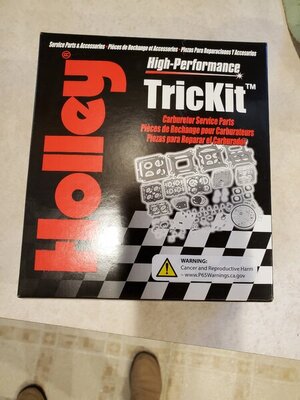 Service Parts & Accessories - Pièces de Rechange et Accessoires - Piezas Para Reparaciones Y Accesorios
Holley®
High-Performance
TricKit™
Carburetor Service Parts
Pièces de Rechange pour Carburateurs
Piezas para Reparar el Carburador
WARNING:
Cancer and Reproductive Harm
- www.P65Warnings.ca.gov